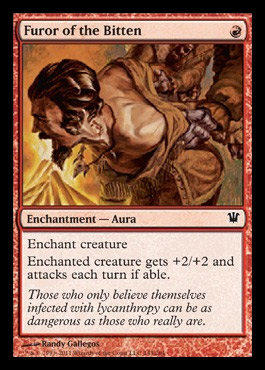 Furor of the Bitten
Enchantment — Aura
Enchant creature
Enchanted creature gets +2/+2 and
attacks each turn if able.
Those who only believe themselves
infected with lycanthropy can be as
dangerous as those who really are.
Randy Gallegos